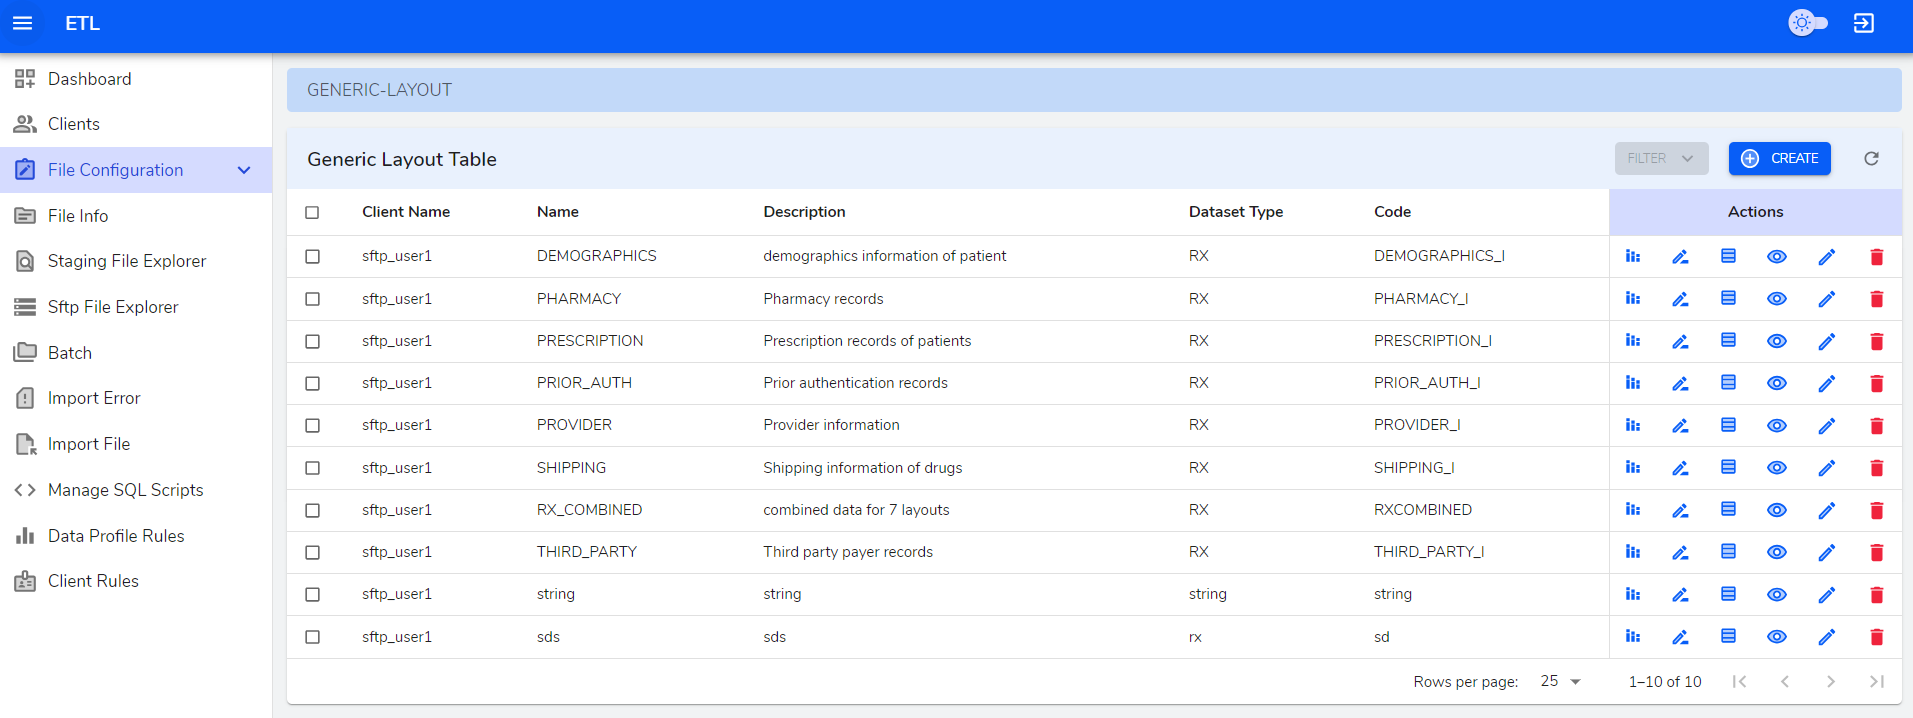 ETL
Dashboard
Clients
File Configuration
File Info
Staging File Explorer
Sftp File Explorer
Batch
Import Error
Import File
Manage SQL Scripts
Data Profile Rules
Client Rules
GENERIC-LAYOUT
Generic Layout Table
FILTER CREATE
Client Name Name Description Dataset Type Code Actions
sftp_user1 DEMOGRAPHICS demographics information of patient RX DEMOGRAPHICS_I
sftp_user1 PHARMACY Pharmacy records RX PHARMACY_I
sftp_user1 PRESCRIPTION Prescription records of patients RX PRESCRIPTION_I
sftp_user1 PRIOR_AUTH Prior authentication records RX PRIOR_AUTH_I
sftp_user1 PROVIDER Provider information RX PROVIDER_I
sftp_user1 SHIPPING Shipping information of drugs RX SHIPPING_I
sftp_user1 RX_COMBINED combined data for 7 layouts RX RXCOMBINED
sftp_user1 THIRD_PARTY Third party payer records RX THIRD_PARTY_I
sftp_user1 string string string string
sftp_user1 sds sds rx sd
Rows per page: 25 1–10 of 10